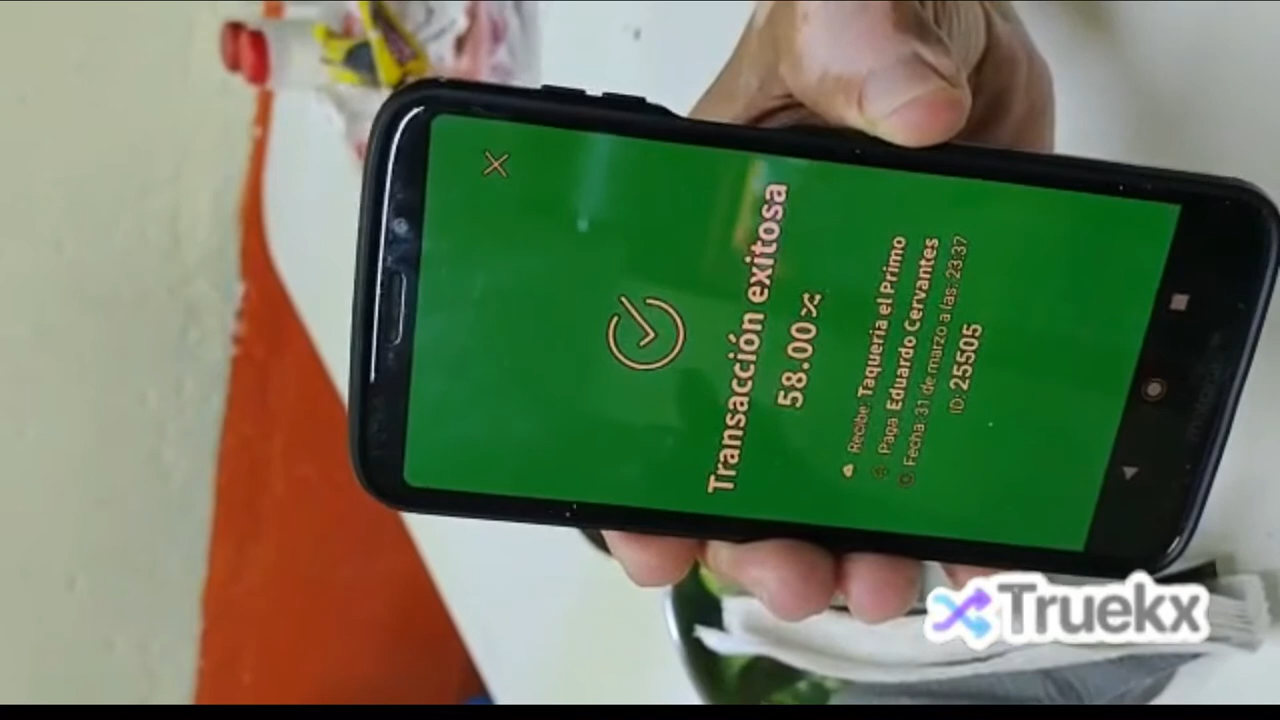 Transacción exitosa
58.00
Recibe: Taqueria el Primo
Paga: Eduardo Cervantes
Fecha: 31 de marzo a las: 23:37
ID: 25505
Truekx